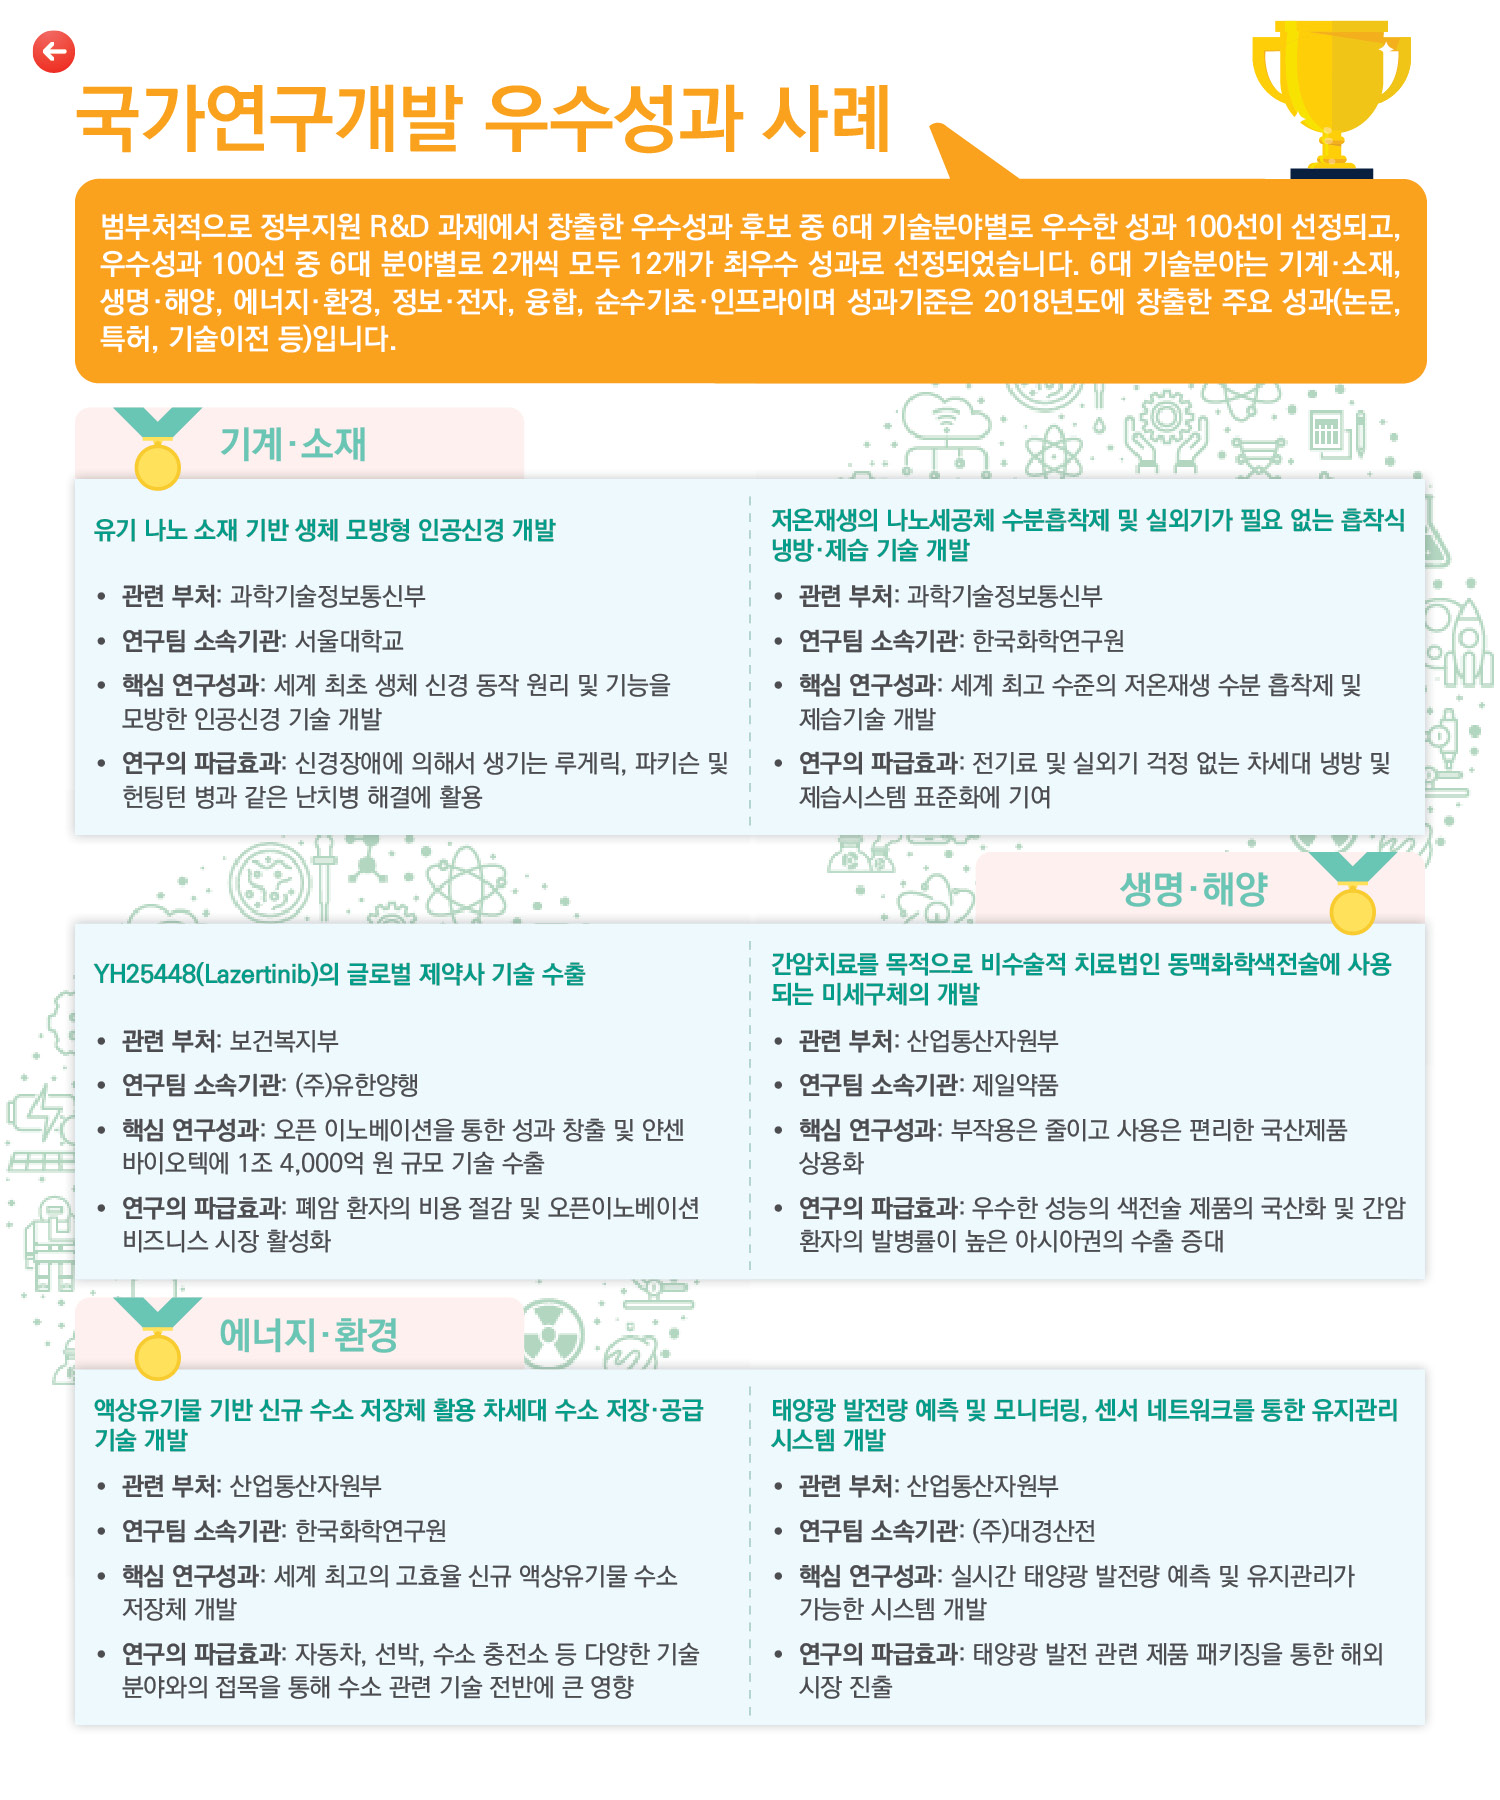 국가연구개발 우수성과 사례
범부처적으로 정부지원 R&D 과제에서 창출한 우수성과 후보 중 6대 기술분야별로 우수한 성과 100선이 선정되고,
우수성과 100선 중 6대 분야별로 2개씩 모두 12개가 최우수 성과로 선정되었습니다. 6대 기술분야는 기계·소재,
생명·해양, 에너지·환경, 정보·전자, 융합, 순수기초·인프라이며 성과기준은 2018년도에 창출한 주요 성과(논문,
특허, 기술이전 등)입니다.
기계·소재
유기 나노 소재 기반 생체 모방형 인공신경 개발
• 관련 부처: 과학기술정보통신부
• 연구팀 소속기관: 서울대학교
• 핵심 연구성과: 세계 최초 생체 신경 동작 원리 및 기능을
모방한 인공신경 기술 개발
• 연구의 파급효과: 신경장애에 의해서 생기는 루게릭, 파키슨 및
헌팅턴 병과 같은 난치병 해결에 활용
저온재생의 나노세공체 수분흡착제 및 실외기가 필요 없는 흡착식
냉방·제습 기술 개발
• 관련 부처: 과학기술정보통신부
• 연구팀 소속기관: 한국화학연구원
• 핵심 연구성과: 세계 최고 수준의 저온재생 수분 흡착제 및
제습기술 개발
• 연구의 파급효과: 전기료 및 실외기 걱정 없는 차세대 냉방 및
제습시스템 표준화에 기여
생명·해양
YH25448(Lazertinib)의 글로벌 제약사 기술 수출
• 관련 부처: 보건복지부
• 연구팀 소속기관: (주)유한양행
• 핵심 연구성과: 오픈 이노베이션을 통한 성과 창출 및 얀센
바이오텍에 1조 4,000억 원 규모 기술 수출
• 연구의 파급효과: 폐암 환자의 비용 절감 및 오픈이노베이션
비즈니스 시장 활성화
간암치료를 목적으로 비수술적 치료법인 동맥화학색전술에 사용
되는 미세구체의 개발
• 관련 부처: 산업통산자원부
• 연구팀 소속기관: 제일약품
• 핵심 연구성과: 부작용은 줄이고 사용은 편리한 국산제품
상용화
• 연구의 파급효과: 우수한 성능의 색전술 제품의 국산화 및 간암
환자의 발병률이 높은 아시아권의 수출 증대
에너지·환경
액상유기물 기반 신규 수소 저장체 활용 차세대 수소 저장·공급
기술 개발
• 관련 부처: 산업통산자원부
• 연구팀 소속기관: 한국화학연구원
• 핵심 연구성과: 세계 최고의 고효율 신규 액상유기물 수소
저장체 개발
• 연구의 파급효과: 자동차, 선박, 수소 충전소 등 다양한 기술
분야와의 접목을 통해 수소 관련 기술 전반에 큰 영향
태양광 발전량 예측 및 모니터링, 센서 네트워크를 통한 유지관리
시스템 개발
• 관련 부처: 산업통산자원부
• 연구팀 소속기관: (주)대경산전
• 핵심 연구성과: 실시간 태양광 발전량 예측 및 유지관리가
가능한 시스템 개발
• 연구의 파급효과: 태양광 발전 관련 제품 패키징을 통한 해외
시장 진출